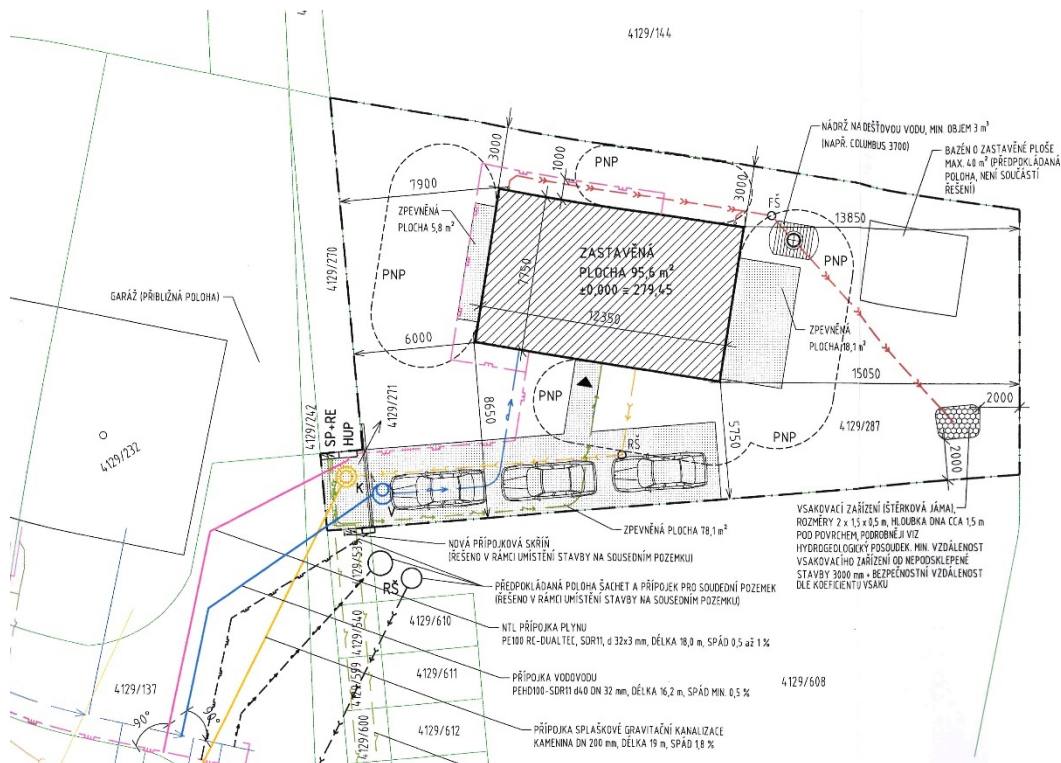 4129/144
NÁDRŽ NA DEŠŤOVOU VODU, MIN. OBJEM 3 m³
(NAPŘ. COLUMBUS 3700)
BAZÉN O ZASTAVĚNÉ PLOŠE
MAX. 40 m² (PŘEDPOKLÁDANÁ
POLOHA, NENÍ SOUČÁSTÍ
ŘEŠENÍ)
3000
1000
PNP
3000
7900
FŠ
13850
ZPEVNĚNÁ
PLOCHA 5,8 m²
PNP
PNP
ZASTAVĚNÁ
PLOCHA 95,6 m²
±0,000 = 279,45
7750
12350
4129/270
GARÁŽ (PŘIBLIŽNÁ POLOHA)
ZPEVNĚNÁ
PLOCHA 18,1 m²
6000
15050
2000
4129/271
8650
PNP
5750
PNP
4129/287
4129/242
SP+RE
HUP
RŠ
2000
4129/232
K
V
ZPEVNĚNÁ PLOCHA 78,1 m²
VSAKOVACÍ ZAŘÍZENÍ (ŠTĚRKOVÁ JÁMA),
ROZMĚRY 2 x 1,5 x 0,5 m, HLOUBKA DNA CCA 1,5 m
POD POVRCHEM, PODROBNĚJI VIZ
HYDROGEOLOGICKÝ POSUDEK. MIN. VZDÁLENOST
VSAKOVACÍHO ZAŘÍZENÍ OD NEPODSKLEPENÉ
STAVBY 3000 mm + BEZPEČNOSTNÍ VZDÁLENOST
DLE KOEFICIENTU VSAKU
NOVÁ PŘÍPOJKOVÁ SKŘÍŇ
(ŘEŠENO V RÁMCI UMÍSTĚNÍ STAVBY NA SOUSEDNÍM POZEMKU)
4129/539
RŠ
PŘEDPOKLÁDANÁ POLOHA ŠACHET A PŘÍPOJEK PRO SOUDEDNÍ POZEMEK
(ŘEŠENO V RÁMCI UMÍSTĚNÍ STAVBY NA SOUSEDNÍM POZEMKU)
4129/540
4129/610
NTL PŘÍPOJKA PLYNU
PE100 RC-DUALTEC, SDR11, d 32x3 mm, DÉLKA 18,0 m, SPÁD 0,5 až 1 %
4129/599
4129/611
4129/137
PŘÍPOJKA VODOVODU
PEHD100-SDR11 d40 DN 32 mm, DÉLKA 16,2 m, SPÁD MIN. 0,5 %
4129/608
90°
90°
4129/600
4129/612
PŘÍPOJKA SPLAŠKOVÉ GRAVITAČNÍ KANALIZACE
KAMENINA DN 200 mm, DÉLKA 19 m, SPÁD 1,8 %